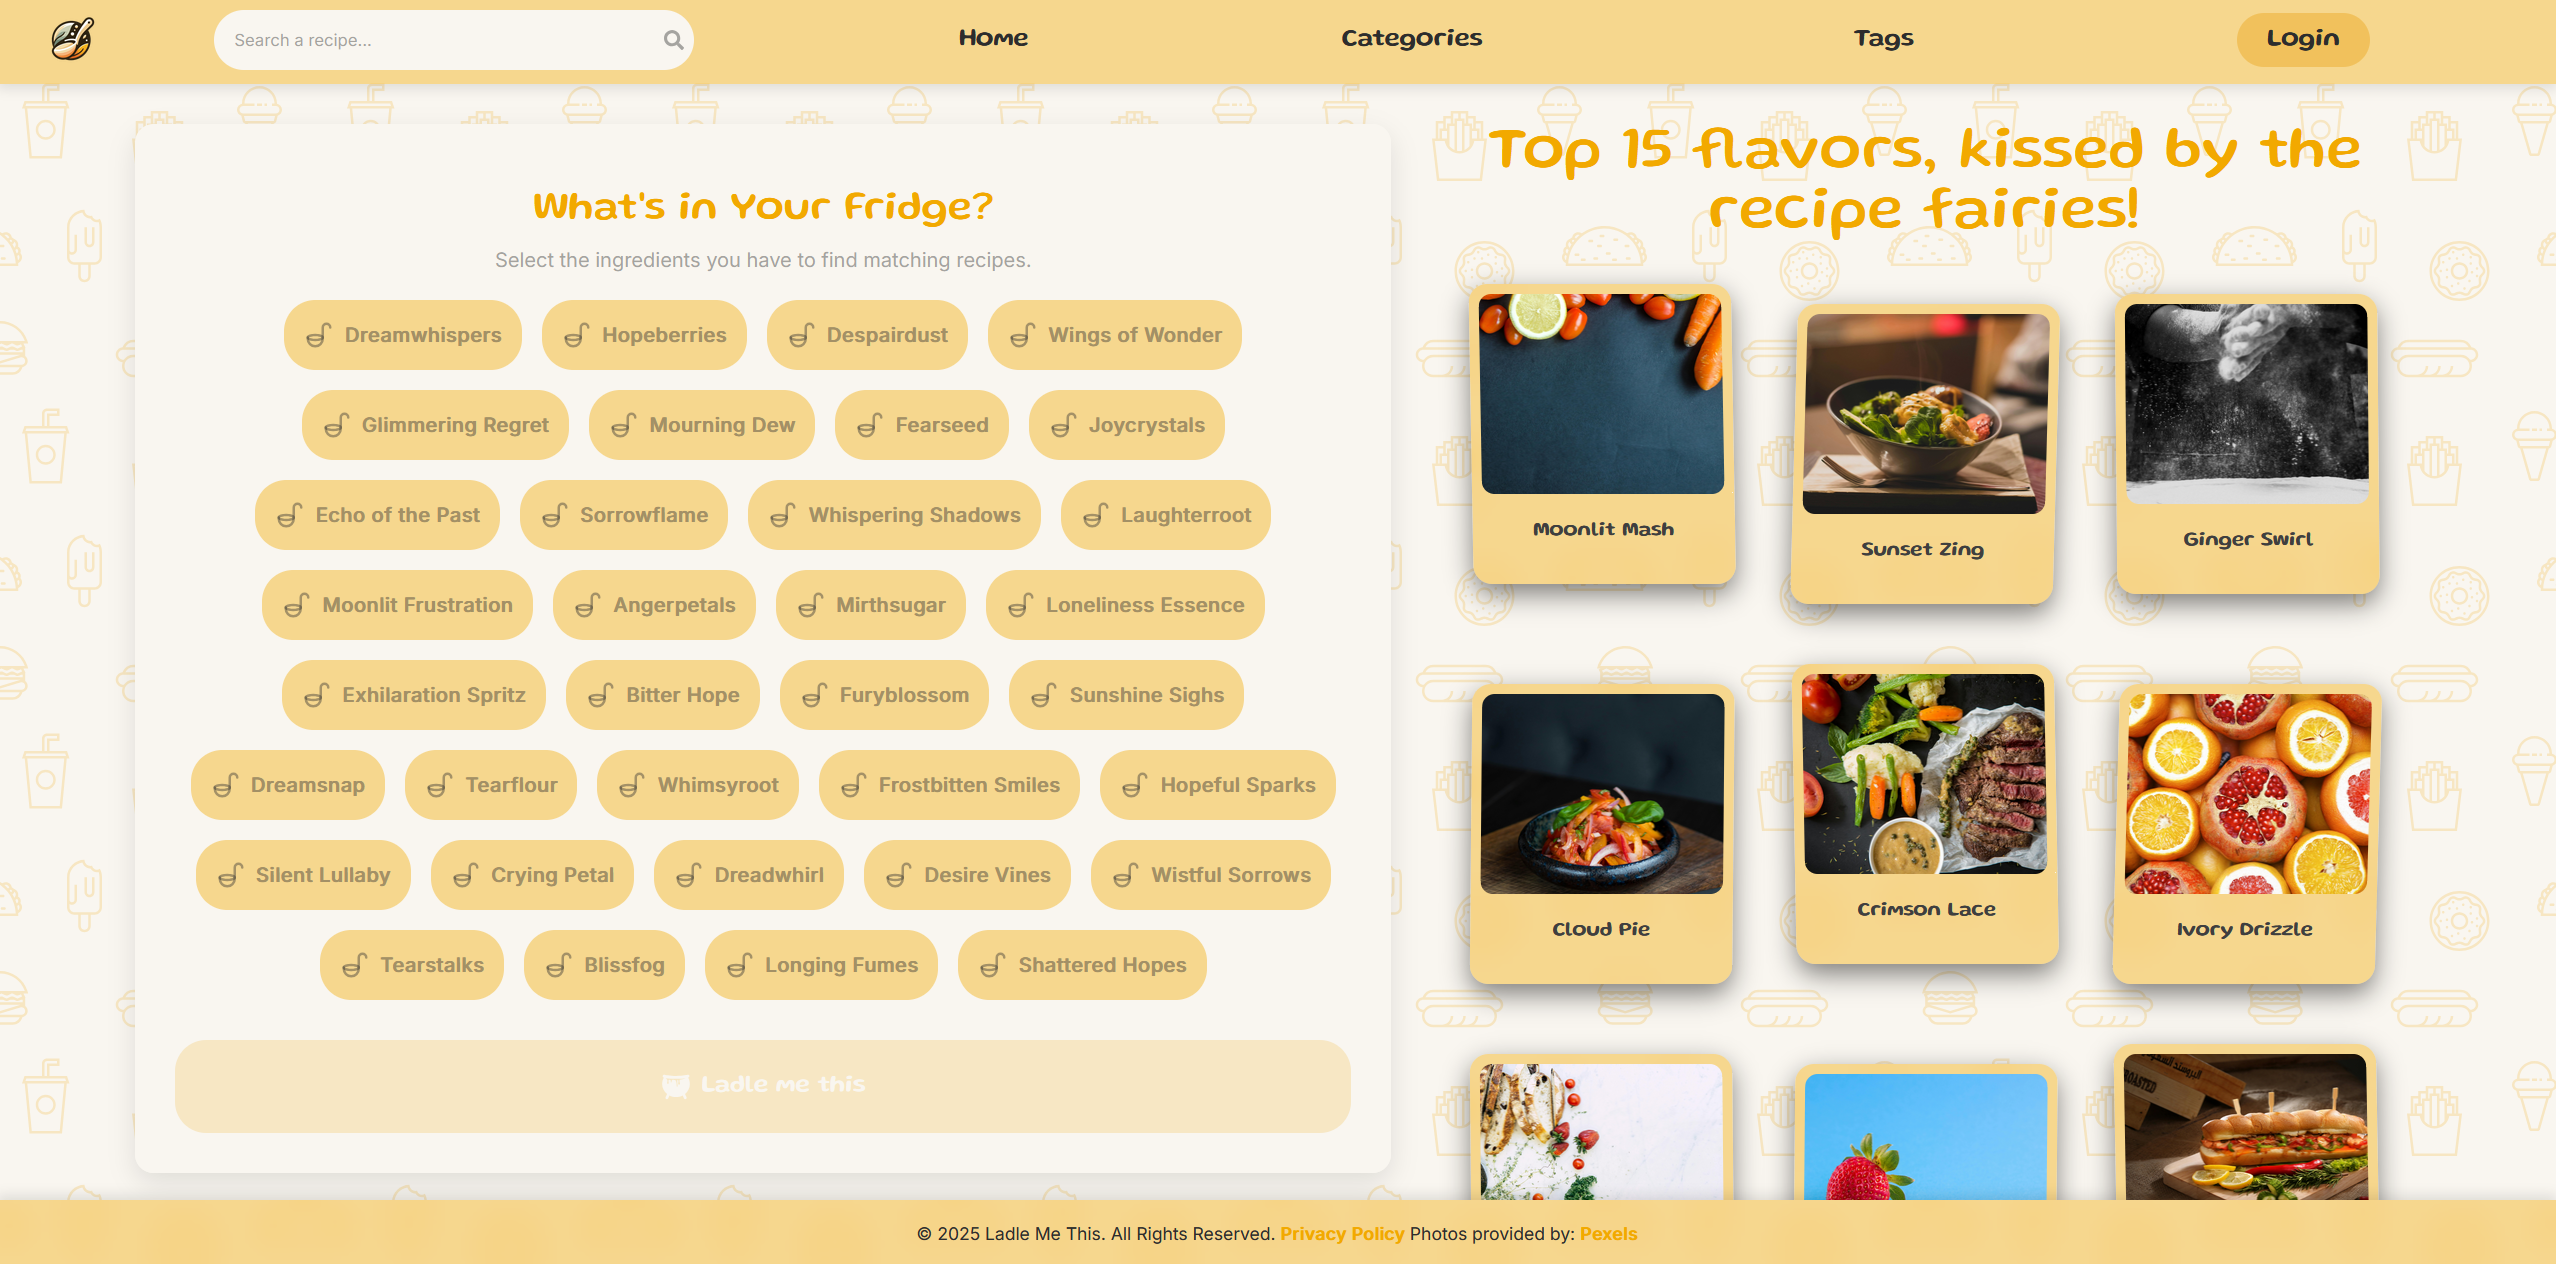 Search a recipe...
Home
Categories
Tags
Login
What's in Your Fridge?
Select the ingredients you have to find matching recipes.
Dreamwhispers
Hopeberries
Despairdust
Wings of Wonder
Glimmering Regret
Mourning Dew
Fearseed
Joycrystals
Echo of the Past
Sorrowflame
Whispering Shadows
Laughterroot
Moonlit Frustration
Angerpetals
Mirthsugar
Loneliness Essence
Exhilaration Spritz
Bitter Hope
Furyblossom
Sunshine Sighs
Dreamsnap
Tearflour
Whimsyroot
Frostbitten Smiles
Hopeful Sparks
Silent Lullaby
Crying Petal
Dreadwhirl
Desire Vines
Wistful Sorrows
Tearstalks
Blissfog
Longing Fumes
Shattered Hopes
Ladle me this
Top 15 flavors, kissed by the
recipe fairies!
Moonlit Mash
Sunset Zing
Ginger Swirl
Cloud Pie
Crimson Lace
Ivory Drizzle
© 2025 Ladle Me This. All Rights Reserved. Privacy Policy Photos provided by: Pexels